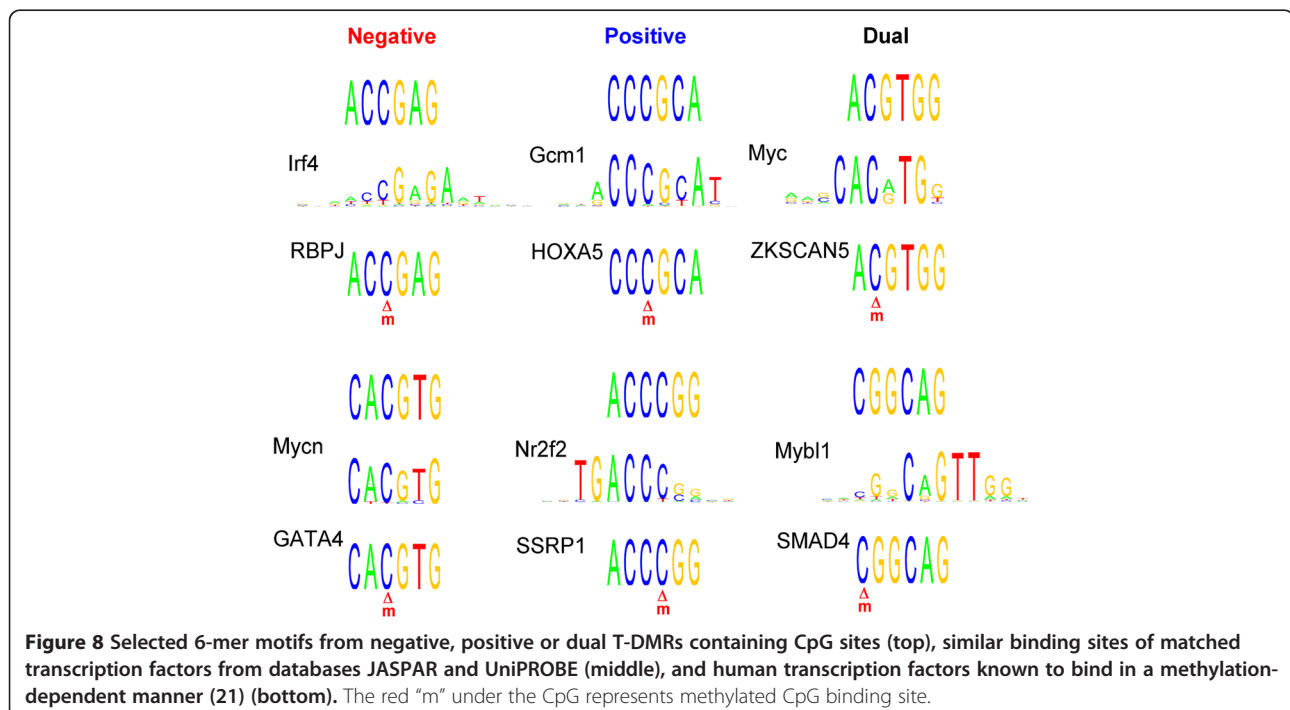 Negative Positive Dual
ACCGAG CCCGCA ACGTGG
Irf4 Gcm1 Myc
RBPJ HOXA5 ZKSCAN5
ACCGAG CCCGCA ACGTGG
Δ Δ Δ
m m m
CACGTG ACCCGG CGGCAG
Mycn Nr2f2 Mybl1
CACGTG TGACCC CAGTT
GATA4 SSRP1 SMAD4
CACGTG ACCCGG CGGCAG
Δ Δ Δ
m m m
Figure 8 Selected 6-mer motifs from negative, positive or dual T-DMRs containing CpG sites (top), similar binding sites of matched
transcription factors from databases JASPAR and UniPROBE (middle), and human transcription factors known to bind in a methylation-
dependent manner (21) (bottom). The red “m” under the CpG represents methylated CpG binding site.